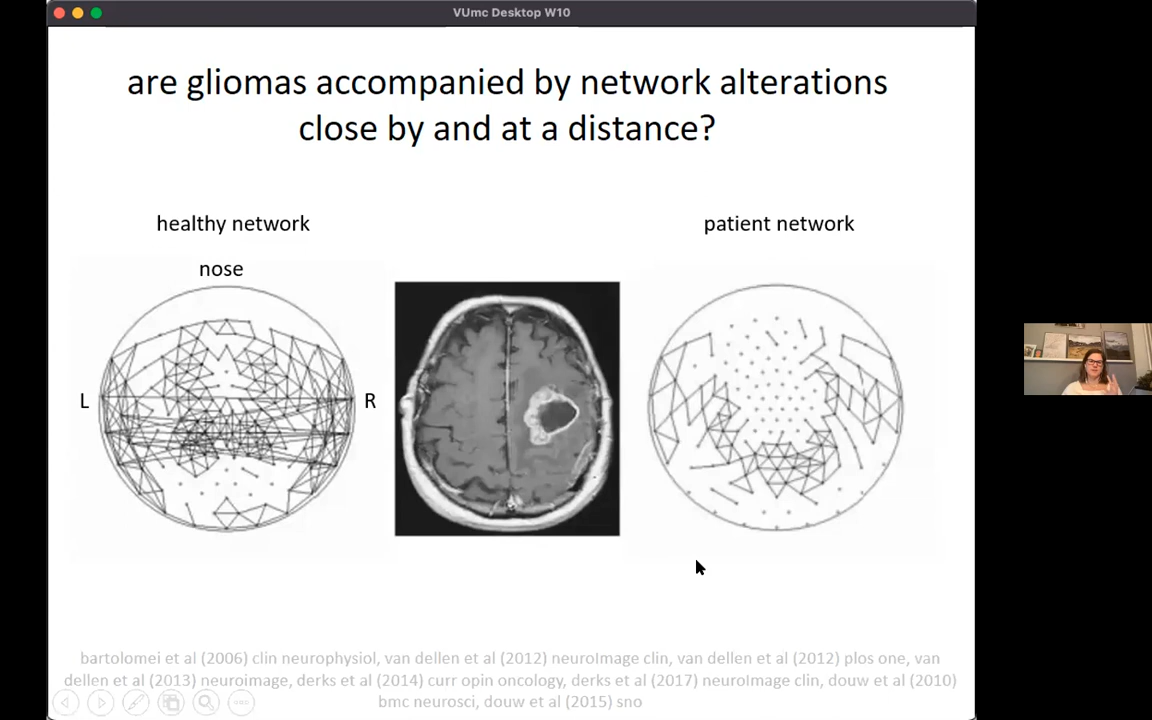 VUmc Desktop W10
are gliomas accompanied by network alterations
close by and at a distance?
healthy network
patient network
nose
L
R
bartolomei et al (2006) clin neurophysiol, van dellen et al (2012) neuroImage clin, van dellen et al (2012) plos one, van
dellen et al (2013) neuroimage, derks et al (2014) curr opin oncology, derks et al (2017) neuroImage clin, douw et al (2010)
bmc neurosci, douw et al (2015) sno